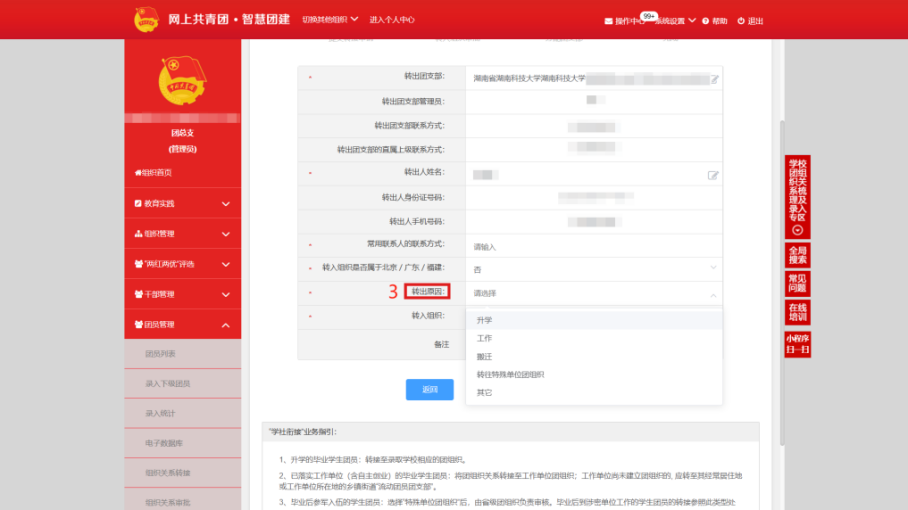 网上共青团·智慧团建 切换其他组织 进入个人中心 操作中心 99+ 系统设置 帮助 退出
团总支
(管理员)
组织首页
教育实践
组织管理
"两红两优"评选
干部管理
团员管理
团员列表
录入下级团员
录入统计
电子数据库
组织关系转接
组织关系审批
* 转出团支部: 湖南省湖南科技大学湖南科技大学
转出团支部管理员:
转出团支部联系方式:
转出团支部的直属上级联系方式:
* 转出人姓名:
转出人身份证号码:
转出人手机号码:
* 常用联系人的联系方式: 请输入
* 转入组织是否属于北京/广东/福建: 否
3 * 转出原因: 请选择
* 转入组织:
备注
升学
工作
搬迁
转往特殊单位团组织
其它
返回
"学社衔接"业务指引:
1、升学的毕业学生团员:转接至录取学校相应的团组织。
2、已落实工作单位(含自主创业)的毕业学生团员:将团组织关系转接至工作单位团组织;工作单位尚未建立团组织的,应转至其经常居住地
或工作单位所在地的乡镇街道"流动团员团支部"。
3、毕业后参军入伍的学生团员:选择"特殊单位团组织"后,由省级团组织负责审核。毕业后到涉密单位工作的学生团员的转接参照此类型处
学校
团组
织关
系梳
理及
录入
专区
全局
搜索
常见
问题
在线
培训
小程序
扫一扫